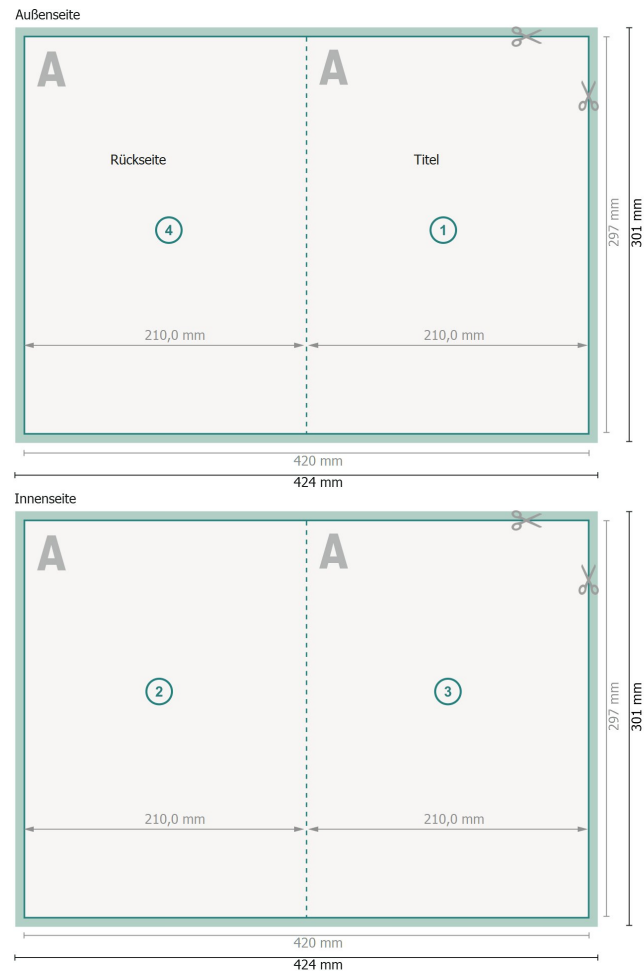 Außenseite
A
A
Rückseite
Titel
4
1
210,0 mm
210,0 mm
297 mm
301 mm
420 mm
424 mm
Innenseite
A
A
2
3
210,0 mm
210,0 mm
297 mm
301 mm
420 mm
424 mm